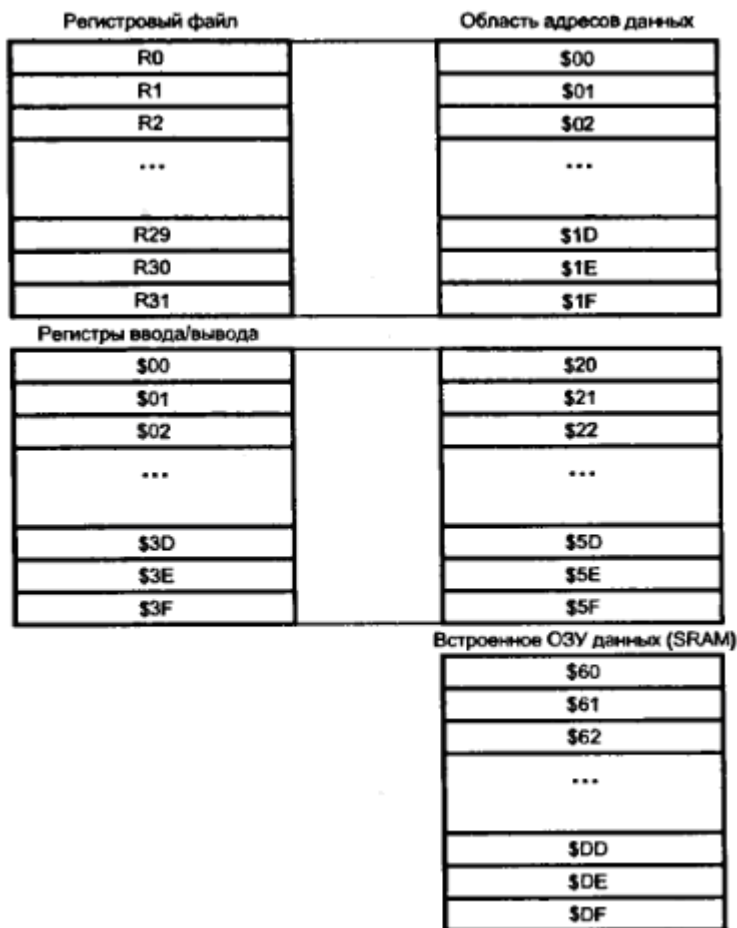 Регистровый файл
R0
R1
R2
...
R29
R30
R31
Регистры ввода/вывода
$00
$01
$02
...
$3D
$3E
$3F
Область адресов данных
$00
$01
$02
...
$1D
$1E
$1F
$20
$21
$22
...
$5D
$5E
$5F
Встроенное ОЗУ данных (SRAM)
$60
$61
$62
...
$DD
$DE
$DF